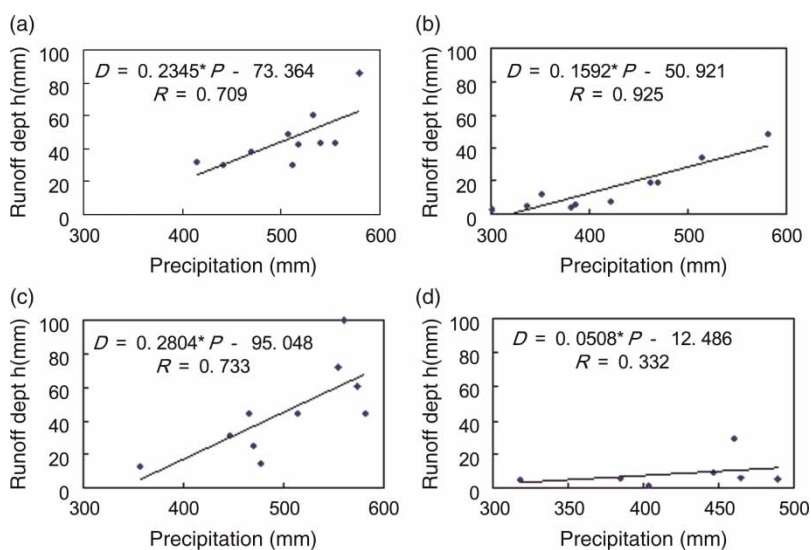 (a)
Runoff dept h(mm)
100
80
60
40
20
0
D = 0.2345* P - 73.364
R = 0.709
300 400 500 600
Precipitation (mm)
(b)
Runoff dept h(mm)
100
80
60
40
20
0
D = 0.1592* P - 50.921
R = 0.925
300 400 500 600
Precipitation (mm)
(c)
Runoff dept h(mm)
100
80
60
40
20
0
D = 0.2804* P - 95.048
R = 0.733
300 400 500 600
Precipitation (mm)
(d)
Runoff dept h(mm)
100
80
60
40
20
0
D = 0.0508* P - 12.486
R = 0.332
300 350 400 450 500
Precipitation (mm)